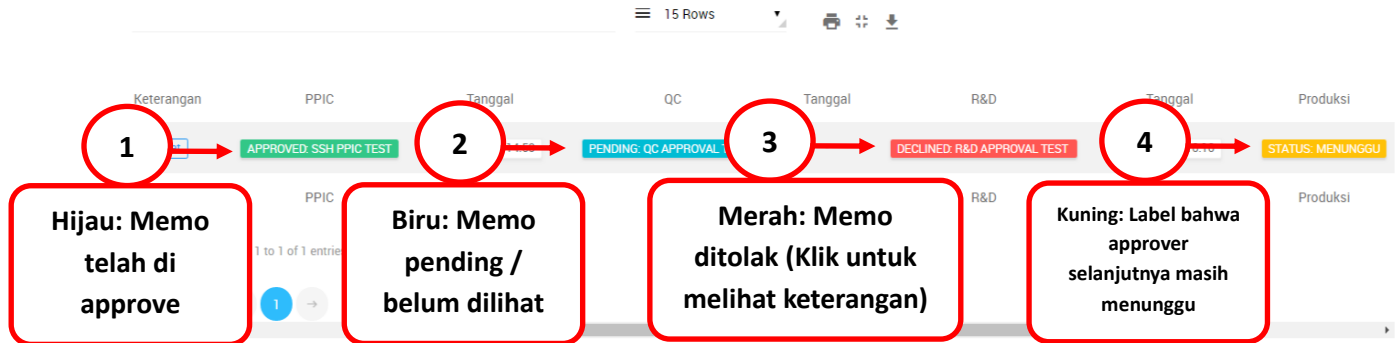 15 Rows
Keterangan PPIC Tanggal QC Tanggal R&D Tanggal Produksi
1 APPROVED: SSH PPIC TEST 2 PENDING: QC APPROVAL 3 DECLINED: R&D APPROVAL TEST 4 STATUS: MENUNGGU
PPIC R&D Produksi
Hijau: Memo
telah di
approve
Biru: Memo
pending /
belum dilihat
Merah: Memo
ditolak (Klik untuk
melihat keterangan)
Kuning: Label bahwa
approver
selanjutnya masih
menunggu
1 to 1 of 1 entries
1 →